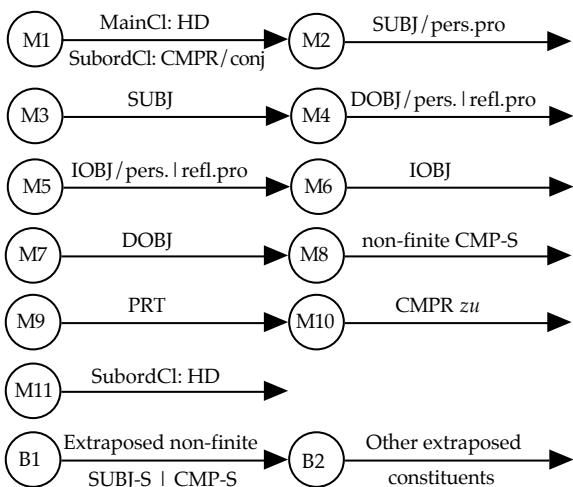 M1 MainCl: HD M2 SUBJ/pers.pro
SubordCl: CMPR/conj
M3 SUBJ M4 DOBJ/pers.|refl.pro
M5 IOBJ/pers.|refl.pro M6 IOBJ
M7 DOBJ M8 non-finite CMP-S
M9 PRT M10 CMPR zu
M11 SubordCl: HD
B1 Extraposed non-finite B2 Other extraposed
SUBJ-S | CMP-S constituents